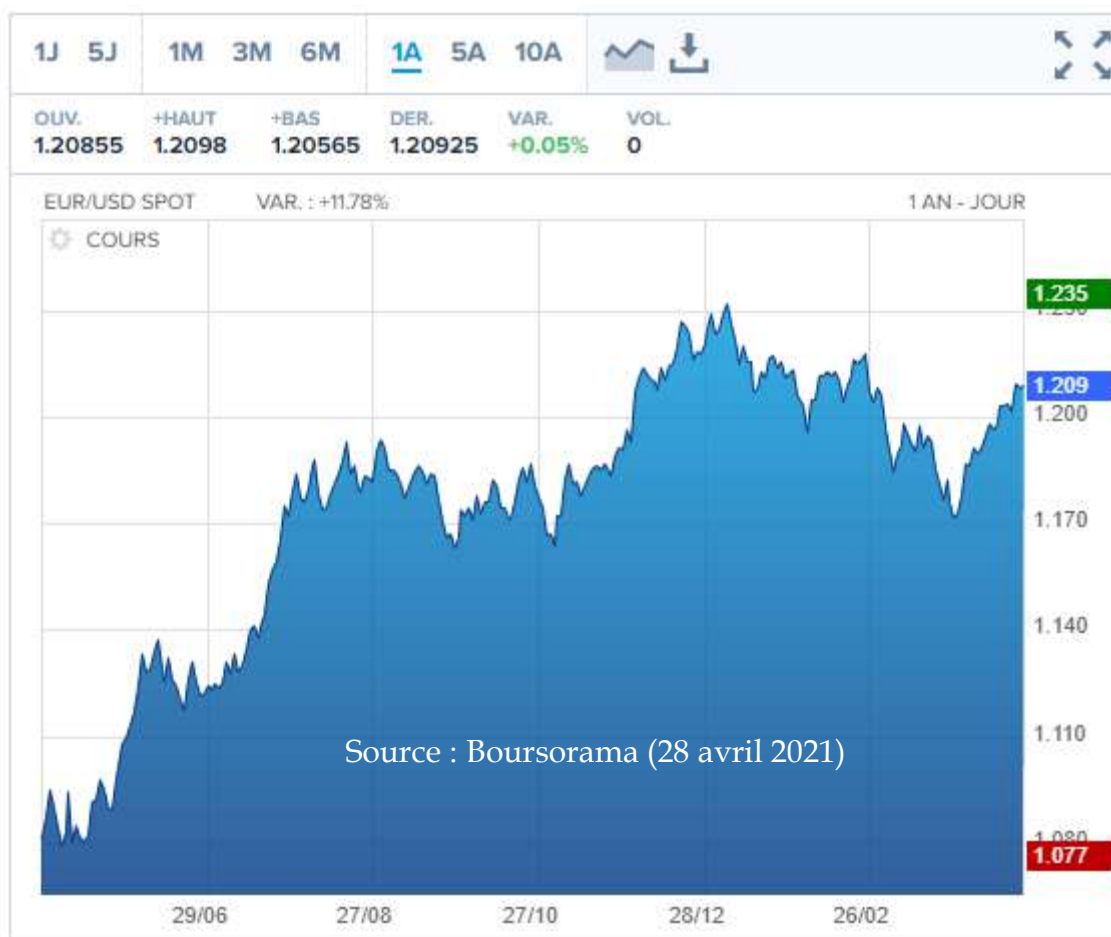 1J 5J 1M 3M 6M 1A 5A 10A
OUV. +HAUT +BAS DER. VAR. VOL.
1.20855 1.2098 1.20565 1.20925 +0.05% 0
EUR/USD SPOT VAR. : +11.78% 1 AN - JOUR
COURS
1.235
1.209
1.200
1.170
1.140
1.110
Source : Boursorama (28 avril 2021)
1.080
1.077
29/06 27/08 27/10 28/12 26/02